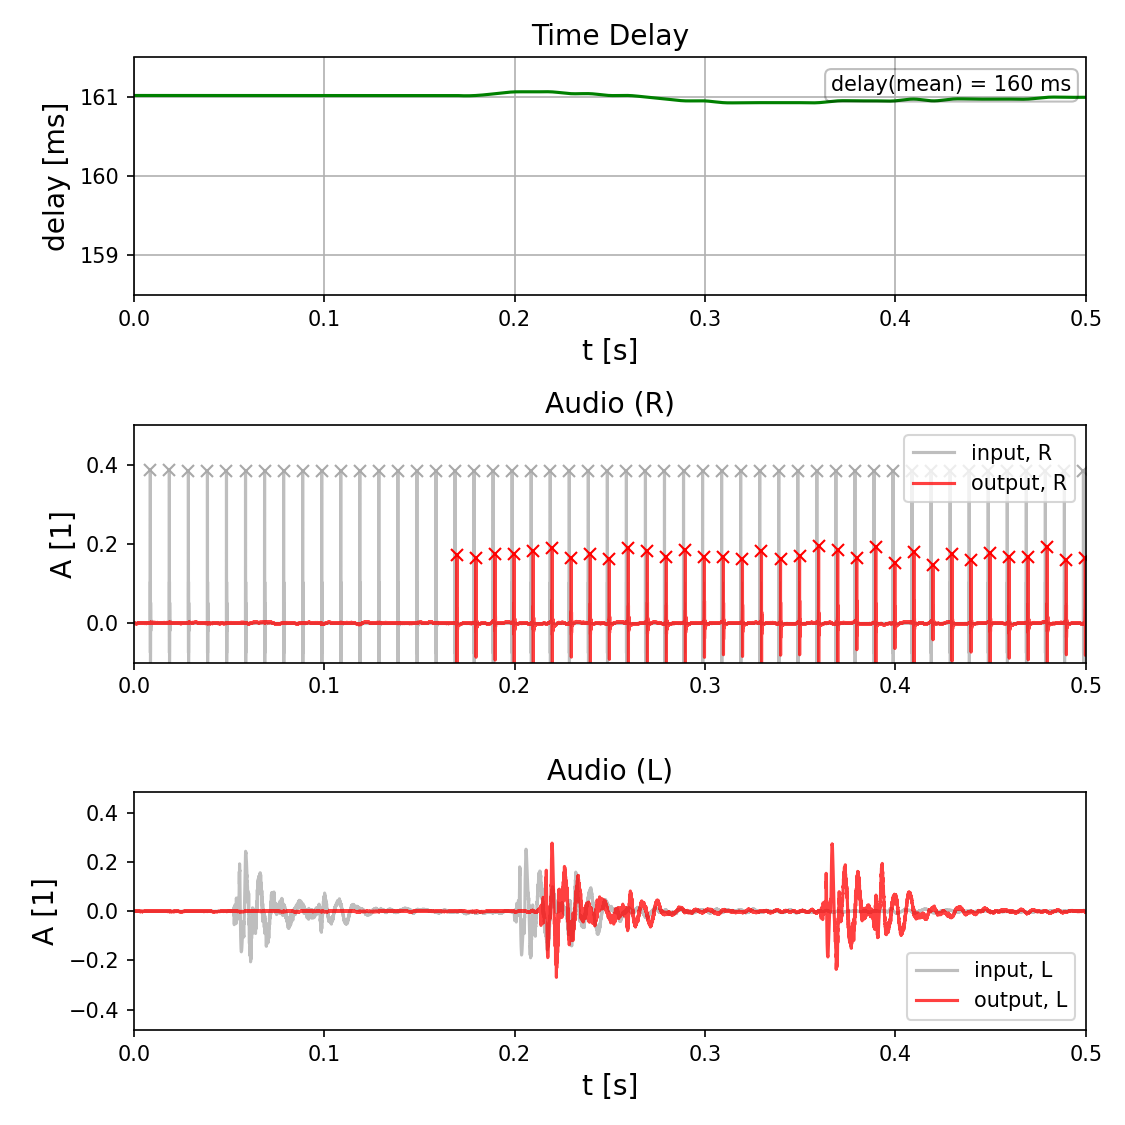 Time Delay
delay(mean) = 160 ms
161
160
159
delay [ms]
0.0 0.1 0.2 0.3 0.4 0.5
t [s]
Audio (R)
input, R
output, R
0.4
0.2
0.0
A [1]
0.0 0.1 0.2 0.3 0.4 0.5
Audio (L)
0.4
0.2
0.0
−0.2
−0.4
A [1]
input, L
output, L
0.0 0.1 0.2 0.3 0.4 0.5
t [s]